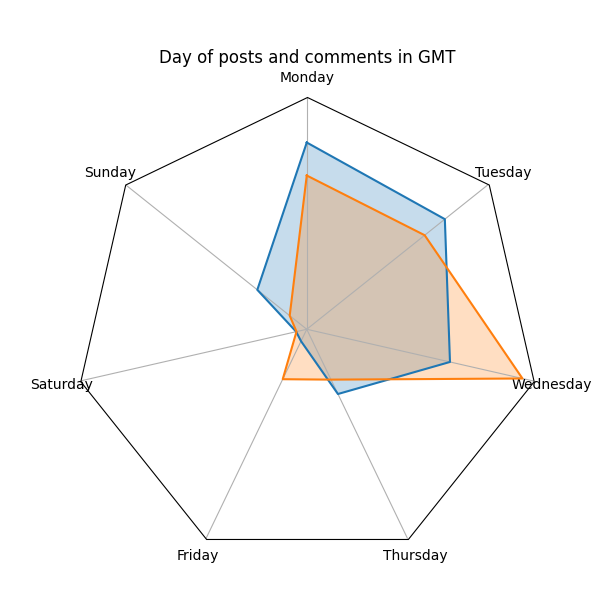 Day of posts and comments in GMT
Monday
Sunday
Tuesday
Saturday
Wednesday
Friday
Thursday